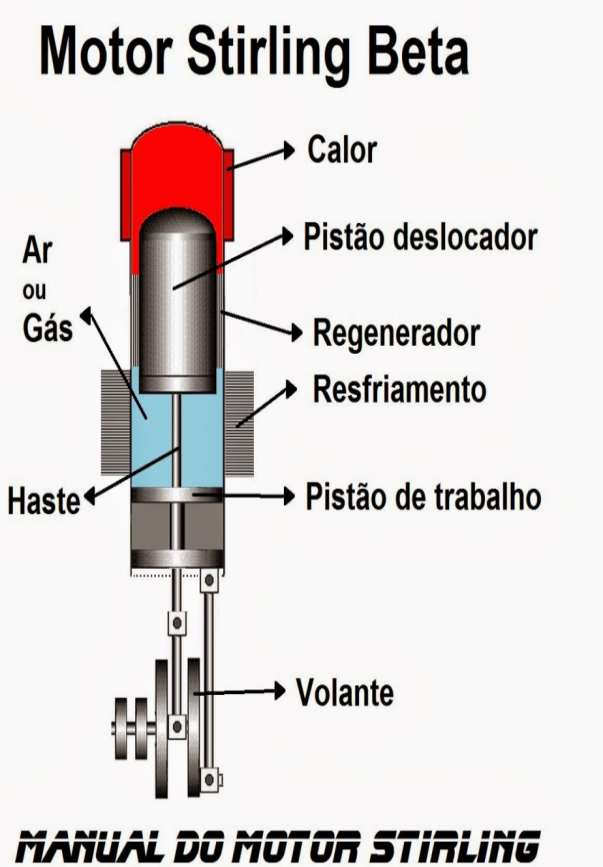 Motor Stirling Beta
Calor
Pistão deslocador
Ar
ou
Gás
Regenerador
Resfriamento
Haste
Pistão de trabalho
Volante
MANUAL DO MOTOR STIRLING